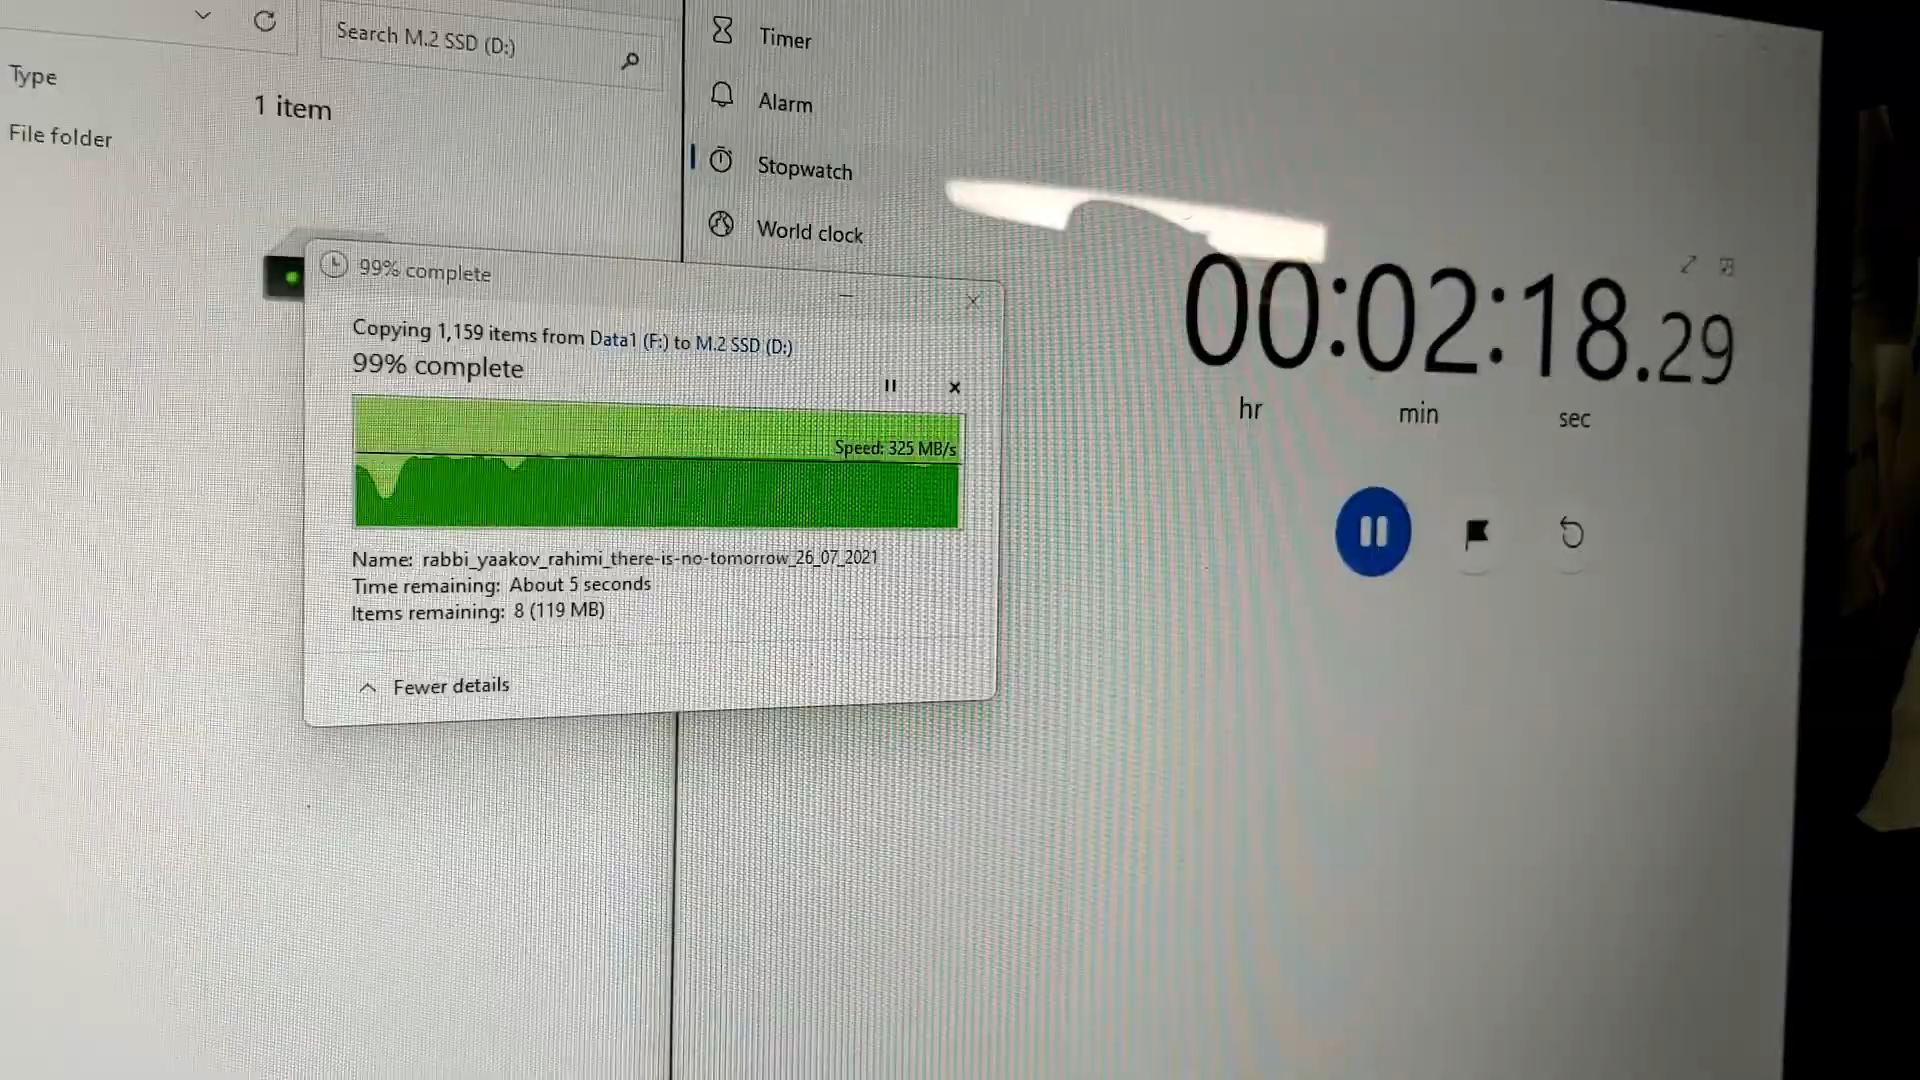 Search M.2 SSD (D:)
Type
1 item
File folder
Timer
Alarm
Stopwatch
World clock
99% complete
Copying 1,159 items from Data1 (F:) to M.2 SSD (D:)
99% complete
Speed: 325 MB/s
Name: rabbi_yaakov_rahimi_there-is-no-tomorrow_26_07_2021
Time remaining: About 5 seconds
Items remaining: 8 (119 MB)
Fewer details
00:02:18.29
hr min sec